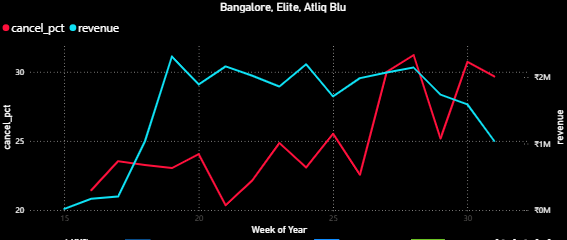 Bangalore, Elite, Atliq Blu
cancel_pct revenue
30
25
20
cancel_pct
₹2M
₹1M
₹0M
revenue
15 20 25 30
Week of Year